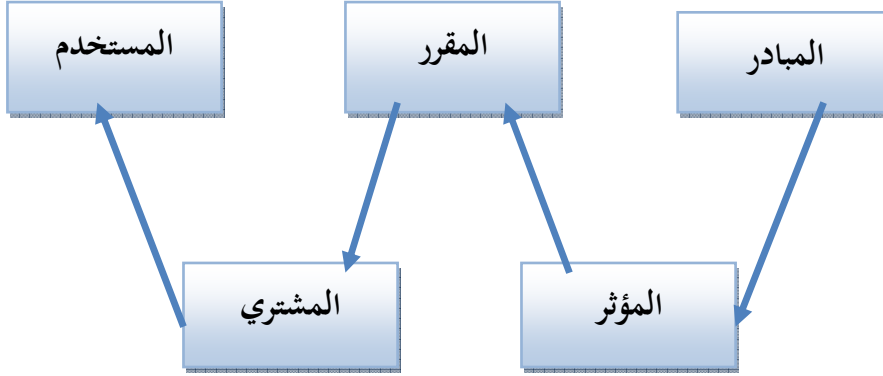 المبادر
المقرر
المستخدم
المؤثر
المشتري